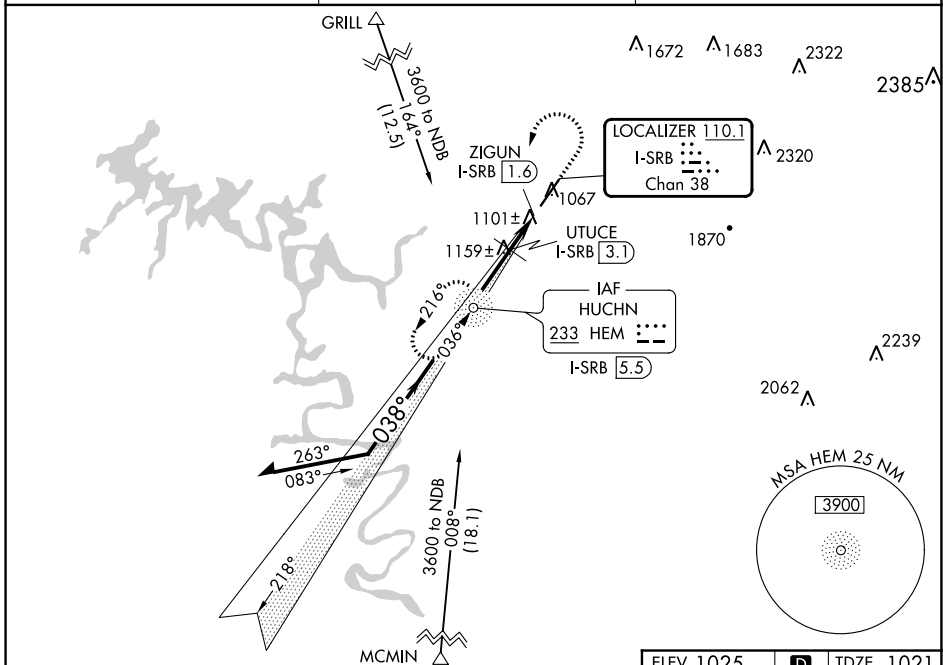 GRILL
3600 to NDB
164°
(12.5)
1672
1683
2322
2385
LOCALIZER 110.1
I-SRB
Chan 38
2320
ZIGUN
I-SRB 1.6
1067
1101±
UTUCE
I-SRB 3.1
1159±
1870
IAF
HUCHN
233 HEM
I-SRB 5.5
216°
036°
2239
2062
038°
263°
083°
MSA HEM 25 NM
3900
3600 to NDB
008°
(18.1)
218°
MCMIN
ELEV 1025 D TDZE 1021